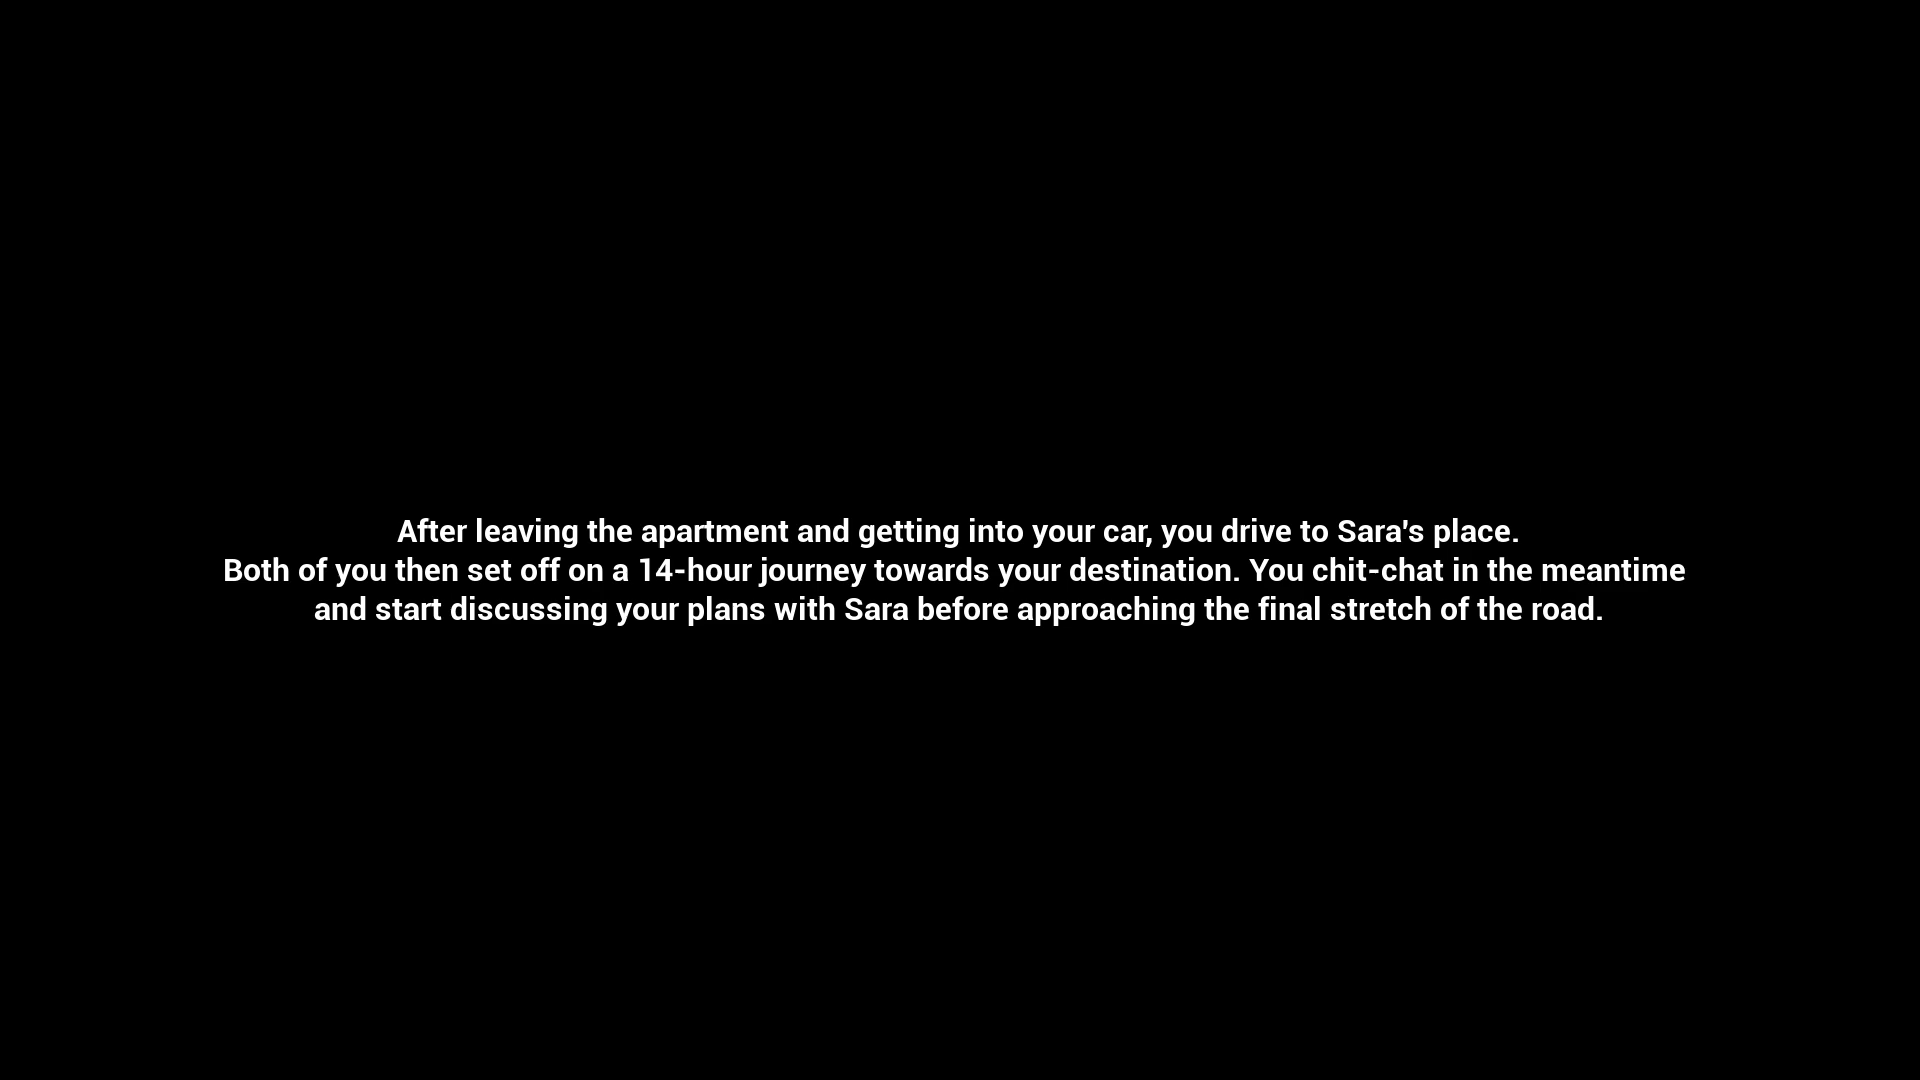 After leaving the apartment and getting into your car, you drive to Sara's place.
Both of you then set off on a 14-hour journey towards your destination. You chit-chat in the meantime
and start discussing your plans with Sara before approaching the final stretch of the road.